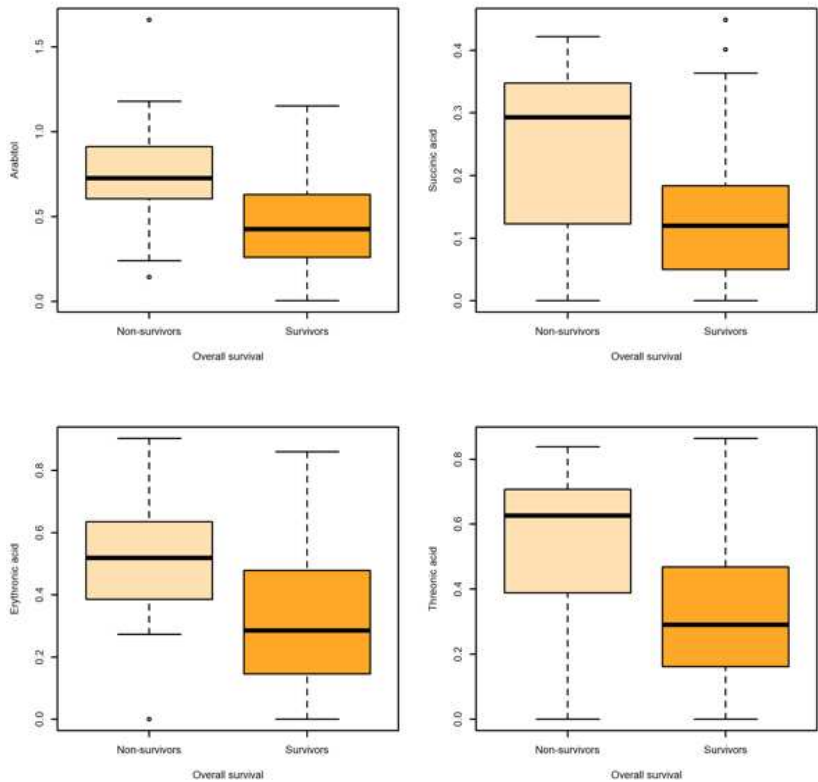 Arabitol
1.5
1.0
0.5
0.0
Non-survivors Survivors
Overall survival
Succinic acid
0.4
0.3
0.2
0.1
0.0
Non-survivors Survivors
Overall survival
Erythronic acid
0.8
0.6
0.4
0.2
0.0
Non-survivors Survivors
Overall survival
Threonic acid
0.8
0.6
0.4
0.2
0.0
Non-survivors Survivors
Overall survival